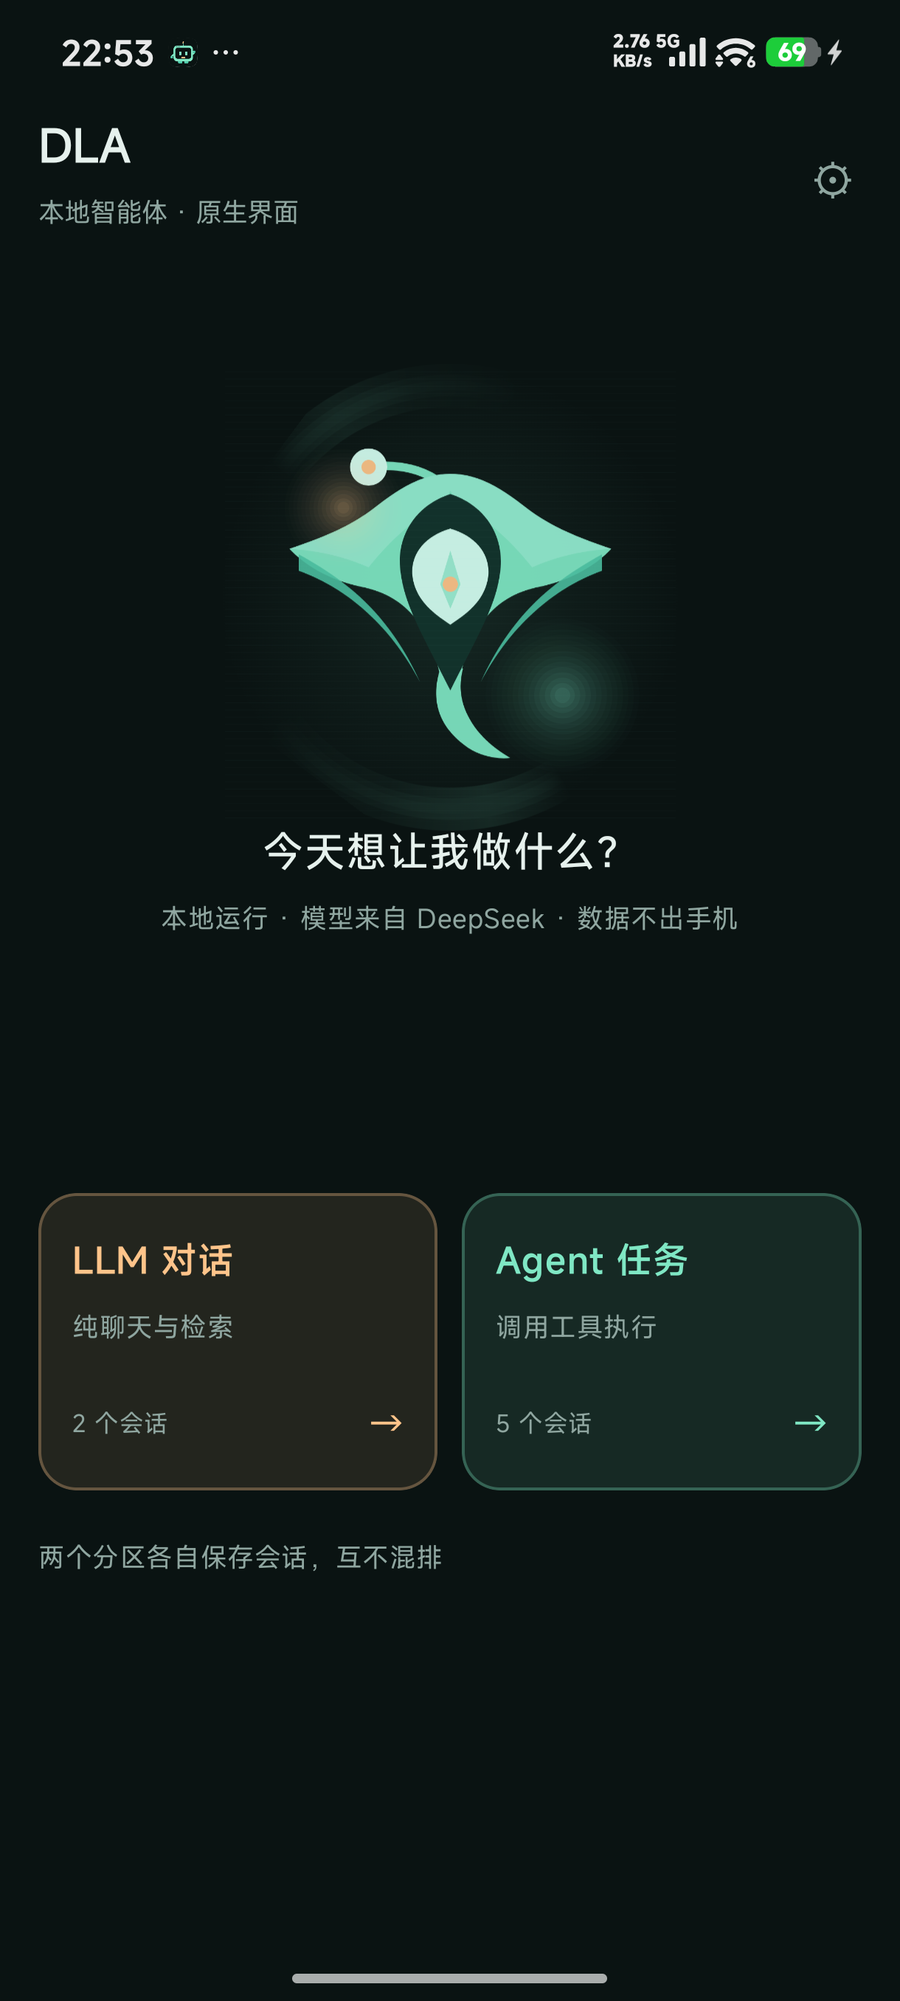 22:53
2.76 5G
KB/s
6
69
DLA
本地智能体 · 原生界面
今天想让我做什么？
本地运行 · 模型来自 DeepSeek · 数据不出手机
LLM 对话
纯聊天与检索
2 个会话
→
Agent 任务
调用工具执行
5 个会话
→
两个分区各自保存会话，互不混排